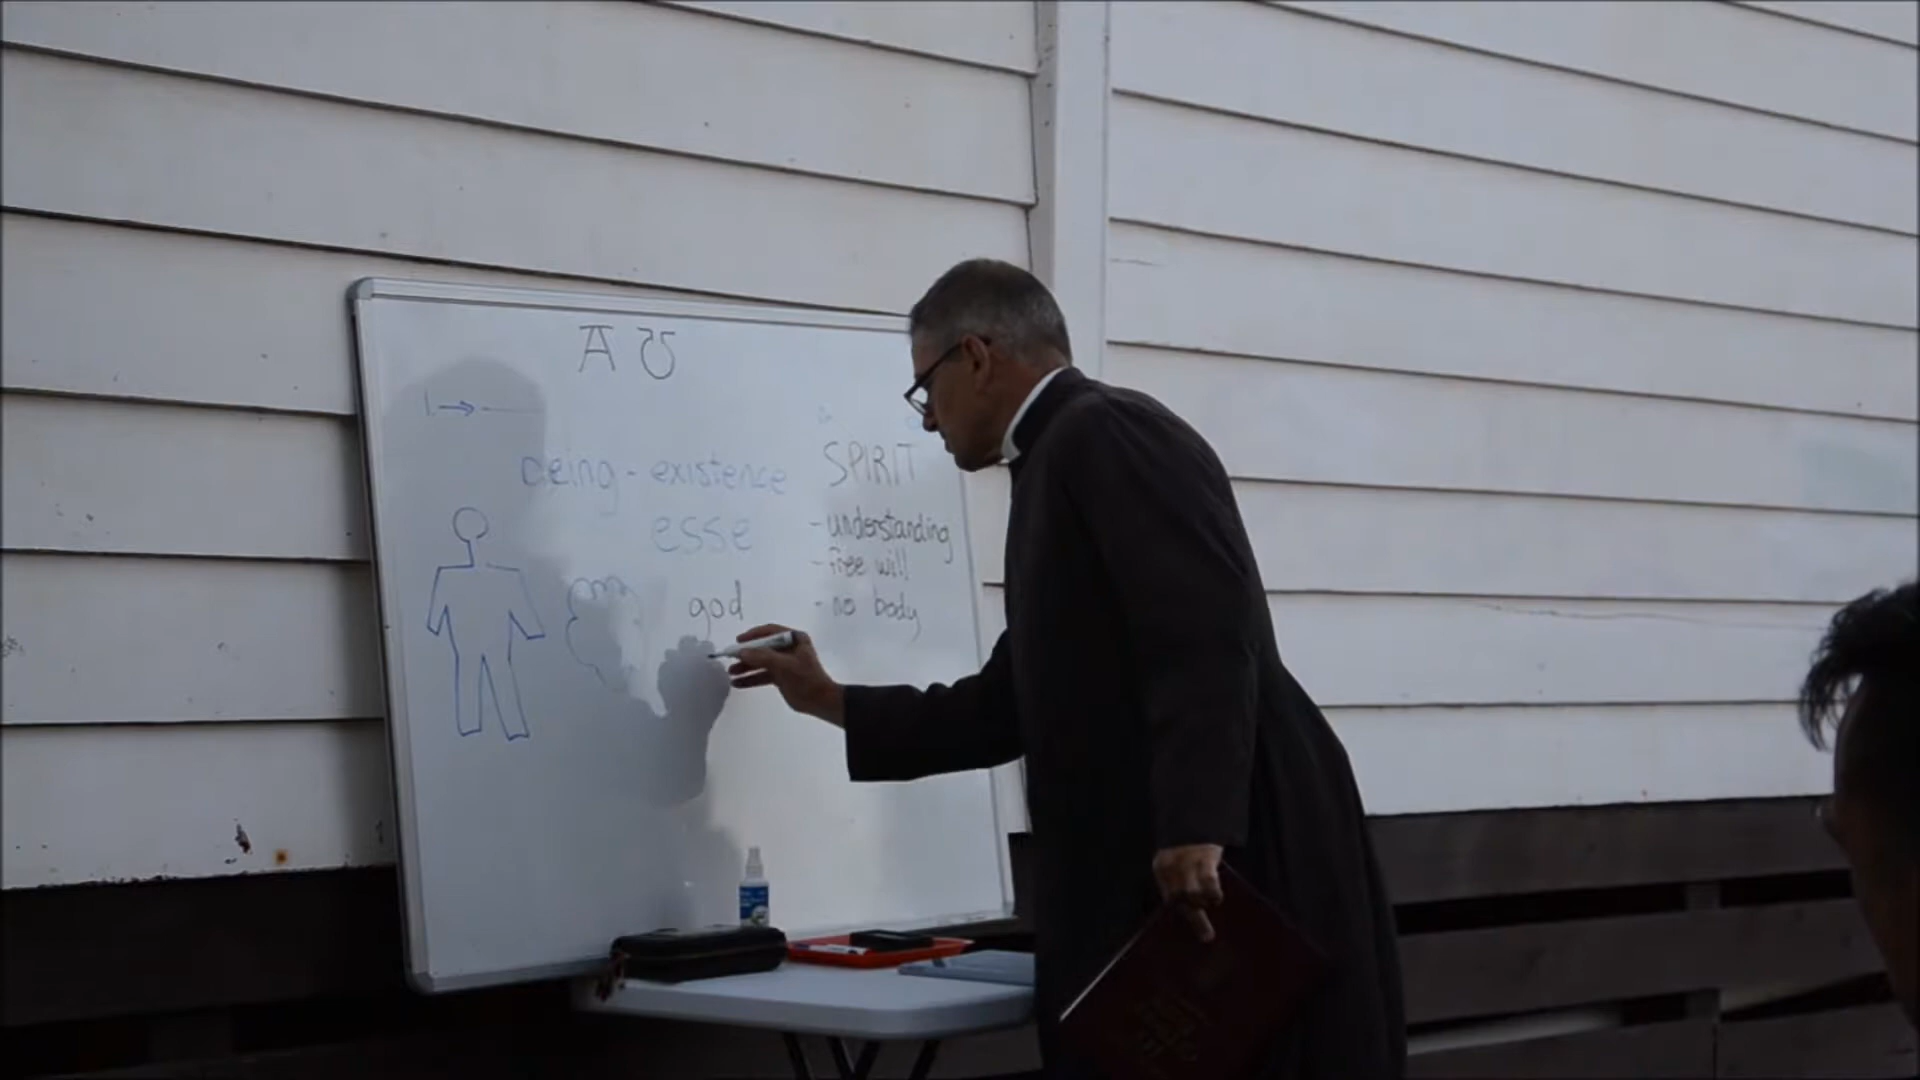 A Ʊ
being - existence
esse
god
SPIRIT
- understanding
- free will
- no body